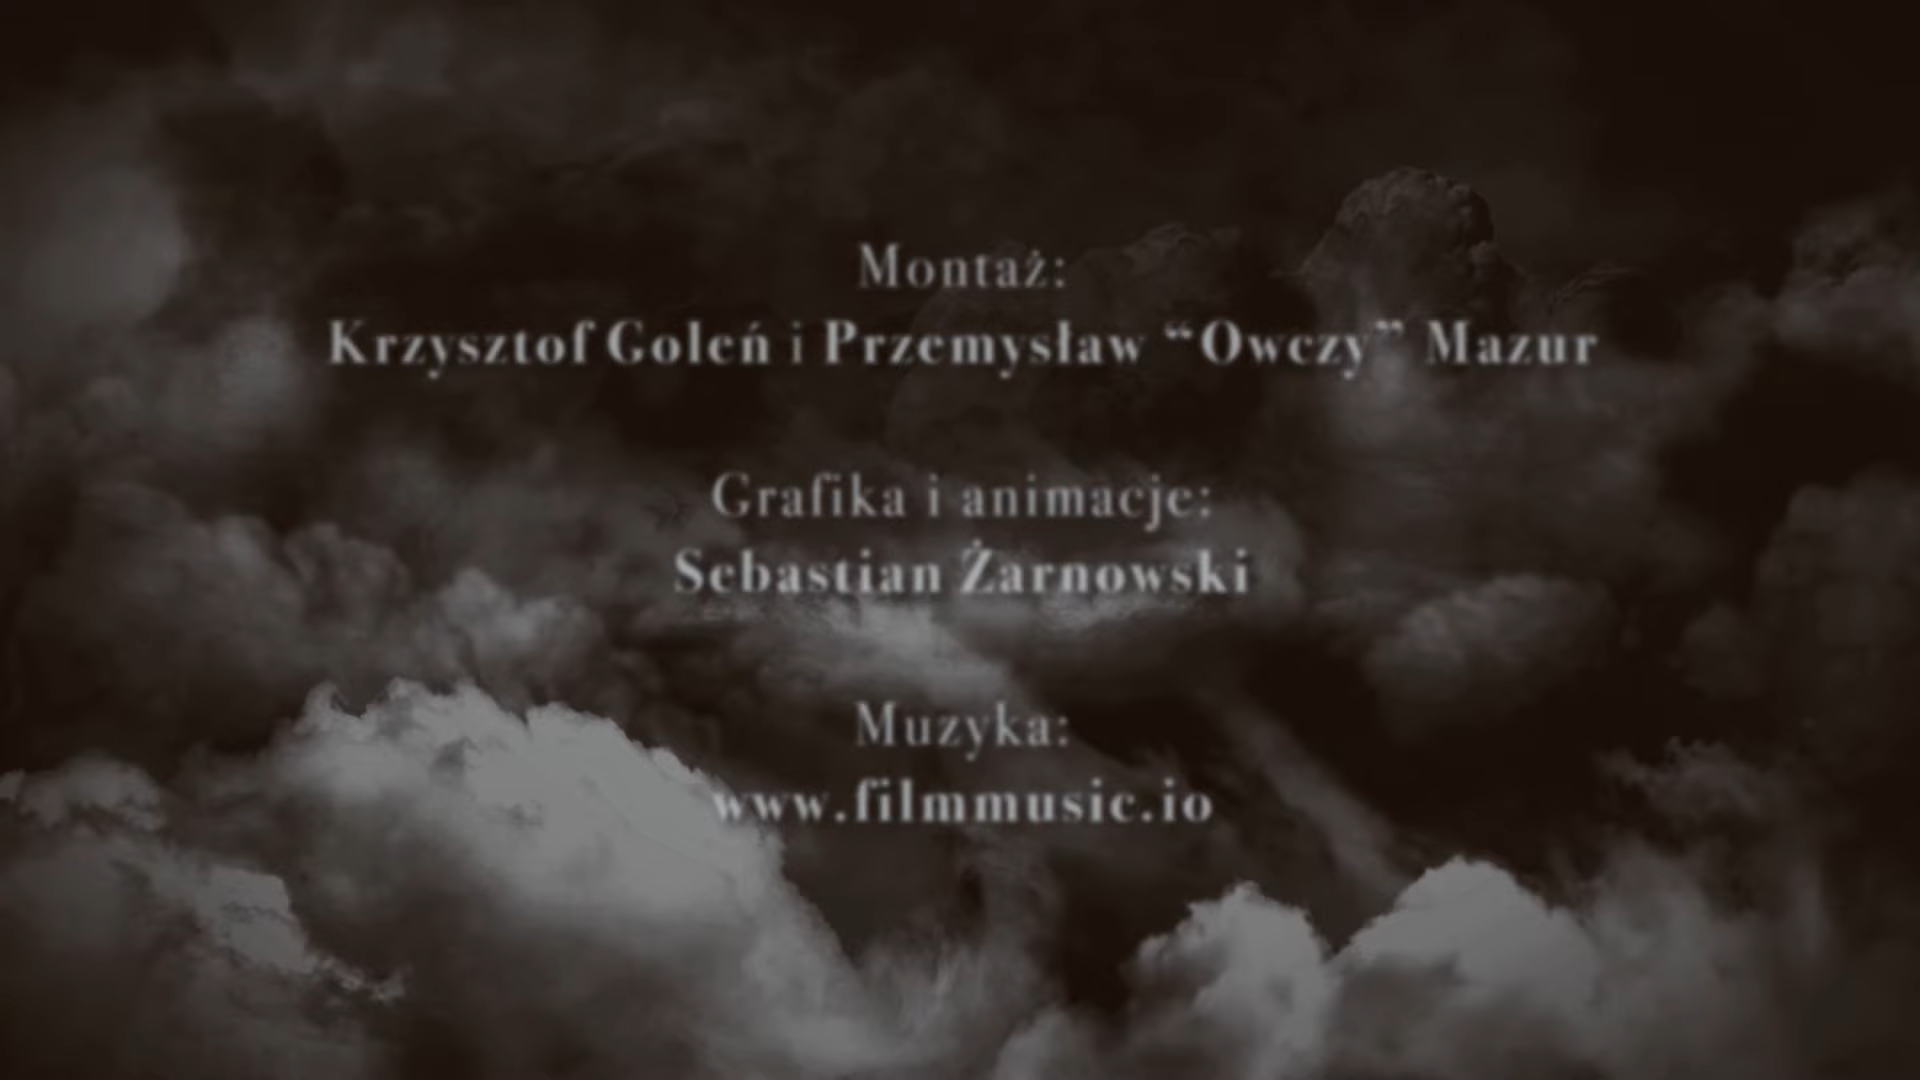 Montaż:
Krzysztof Goleń i Przemysław “Owczy” Mazur
Grafika i animacje:
Sebastian Żarnowski
Muzyka:
www.filmmusic.io